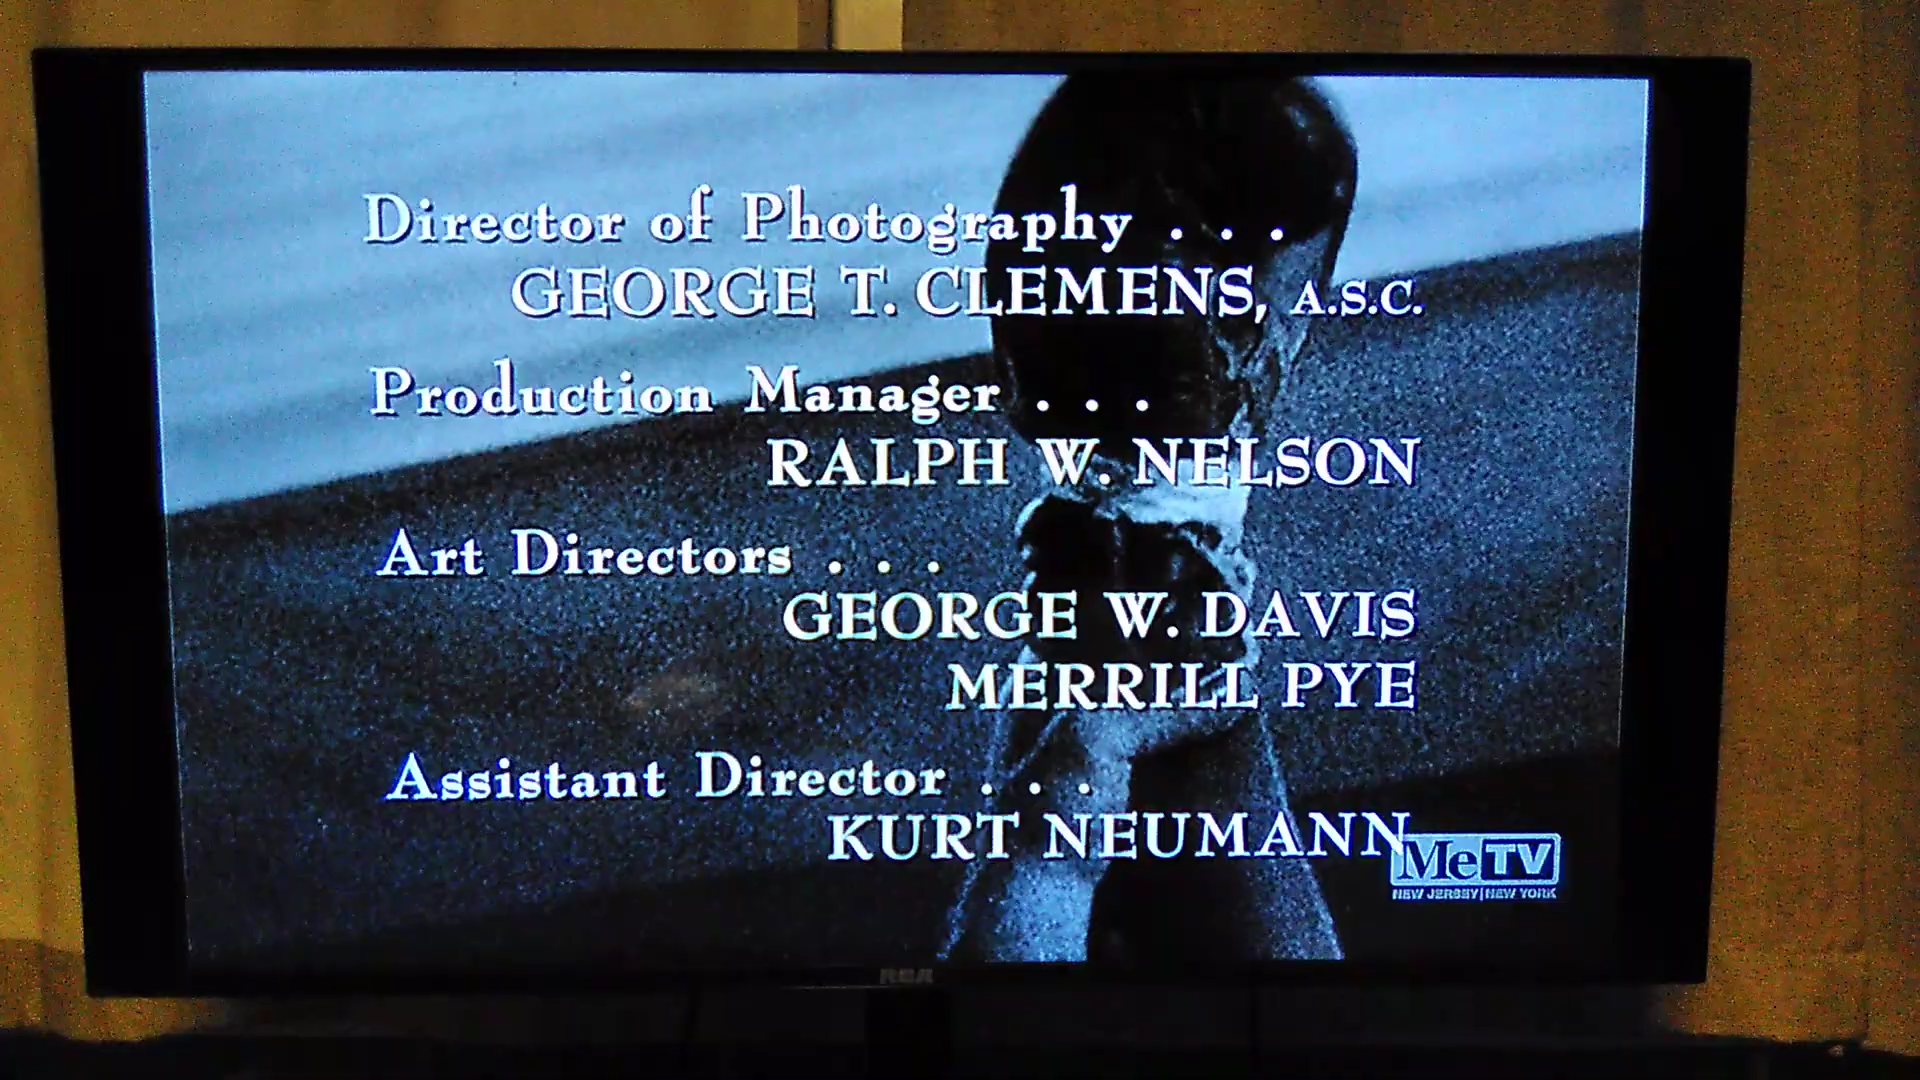 Director of Photography . . .
GEORGE T. CLEMENS, A.S.C.
Production Manager . . .
RALPH W. NELSON
Art Directors . . .
GEORGE W. DAVIS
MERRILL PYE
Assistant Director . . .
KURT NEUMANN
MeTV
NEW JERSEY|NEW YORK
RCA